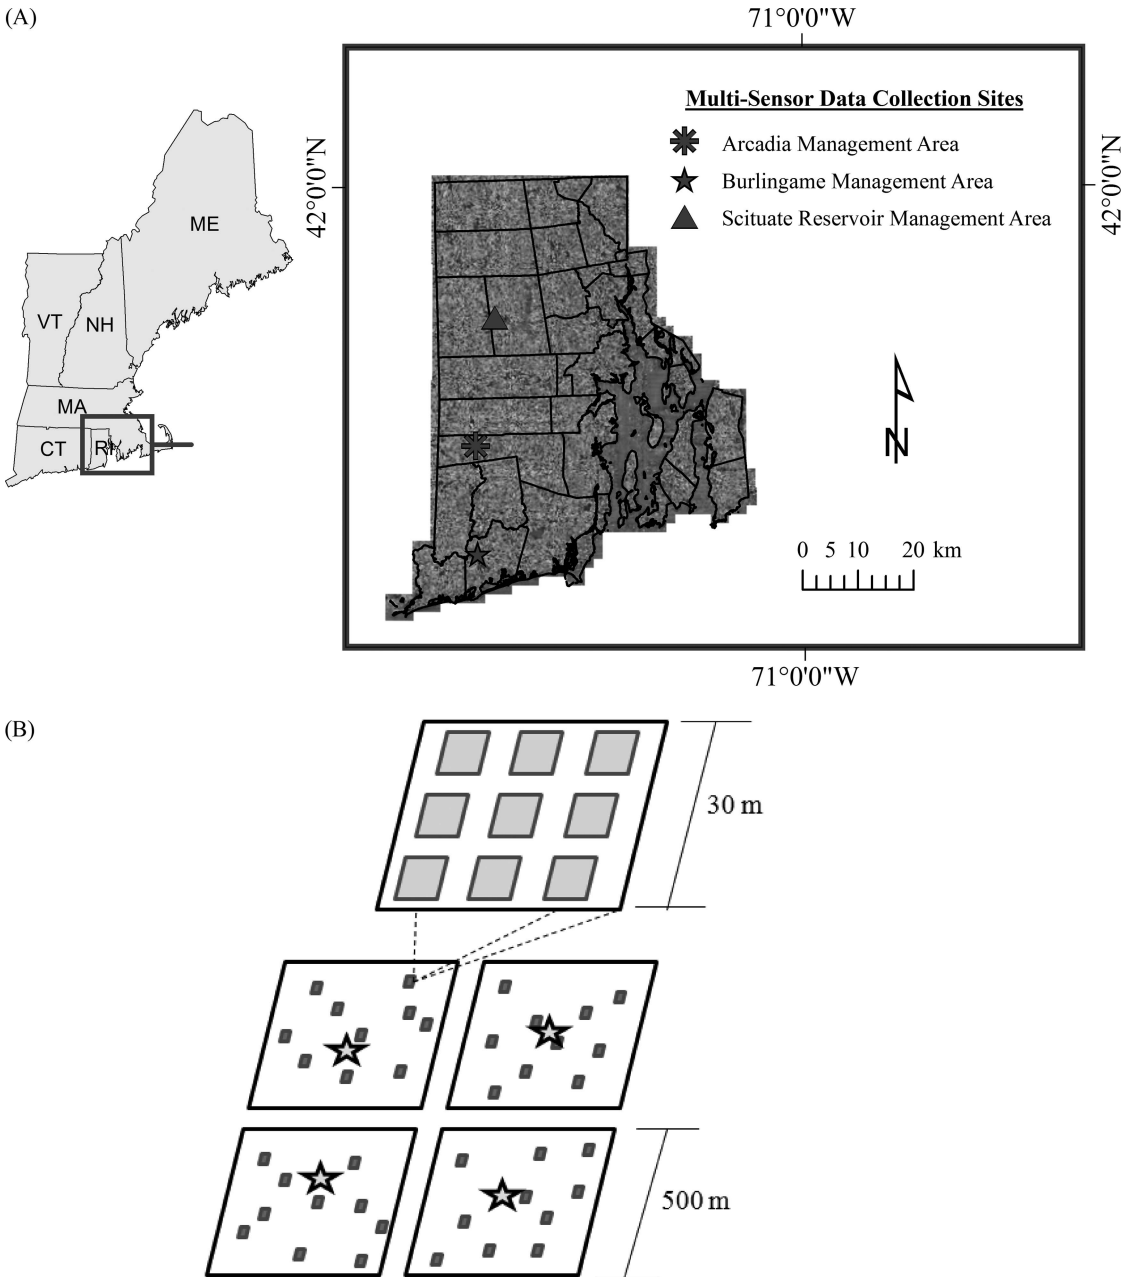 (A)
71°0'0"W
Multi-Sensor Data Collection Sites
Arcadia Management Area
Burlingame Management Area
Scituate Reservoir Management Area
42°0'0"N
42°0'0"N
ME
VT
NH
MA
CT
RI
N
0 5 10 20 km
71°0'0"W
(B)
30 m
500 m